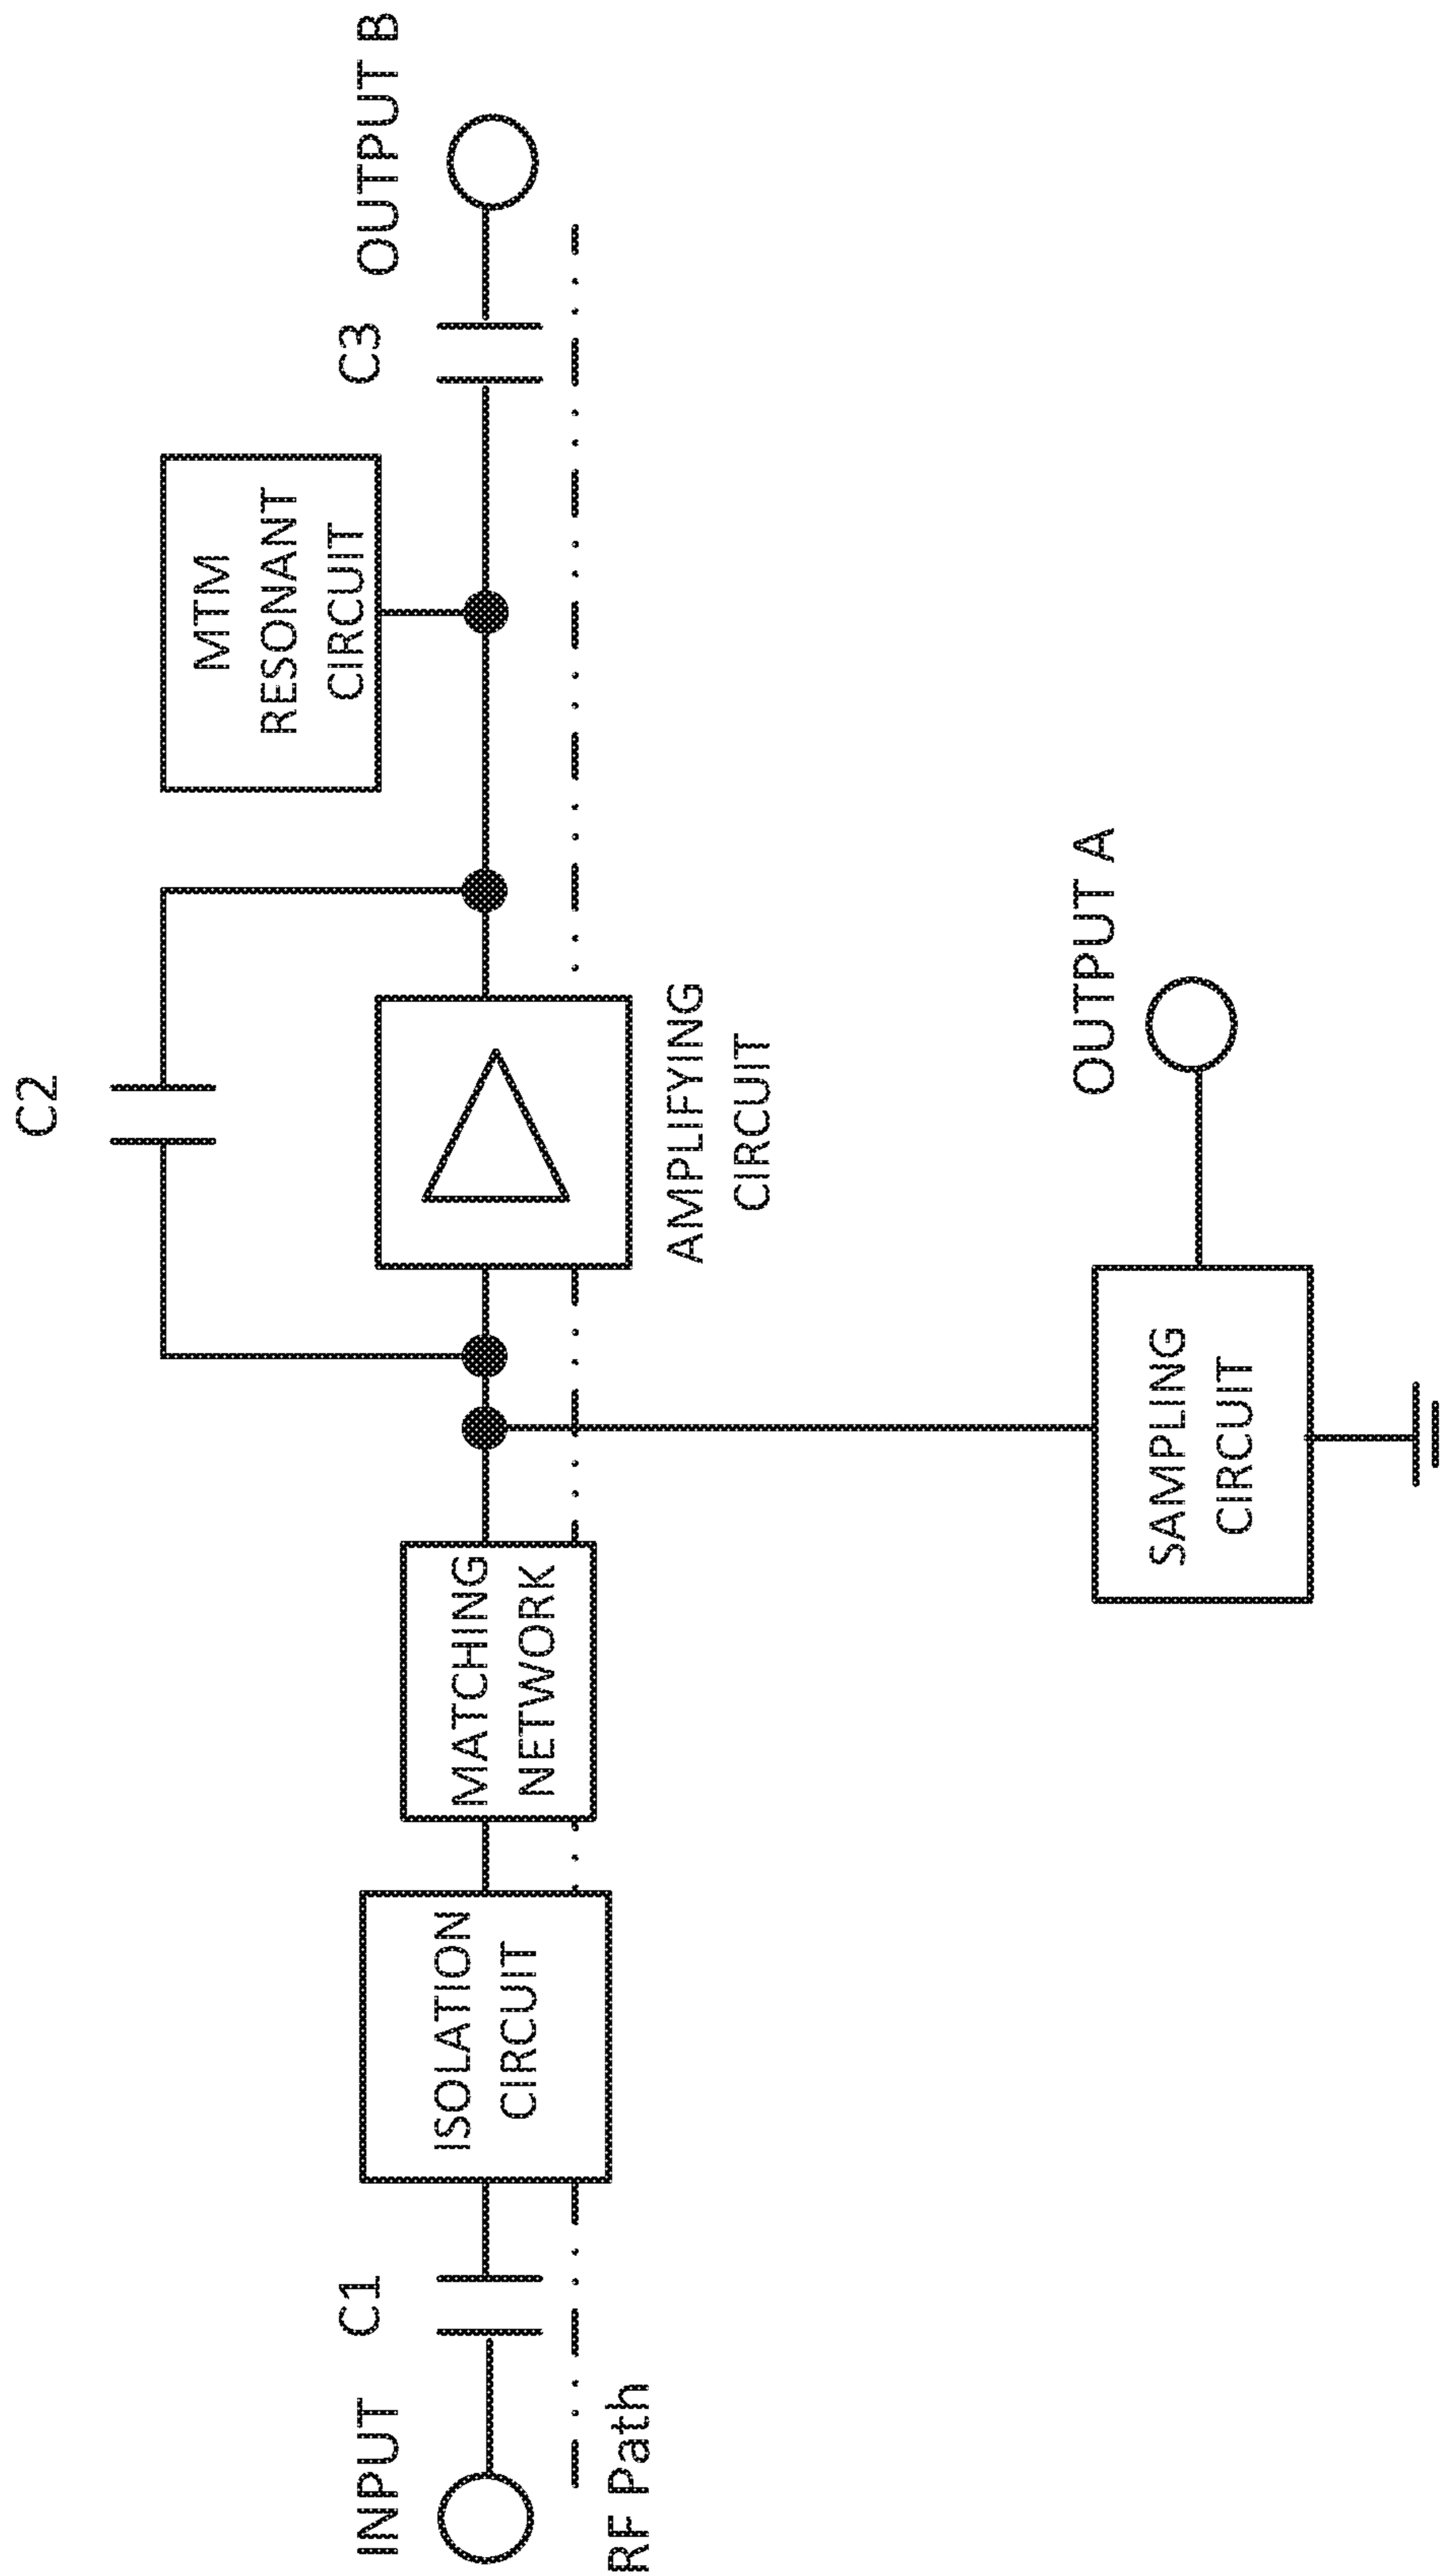 C2
MTM
RESONANT
CIRCUIT
INPUT
C1
C3
OUTPUT B
ISOLATION
CIRCUIT
MATCHING
NETWORK
RF Path
AMPLIFYING
CIRCUIT
OUTPUT A
SAMPLING
CIRCUIT